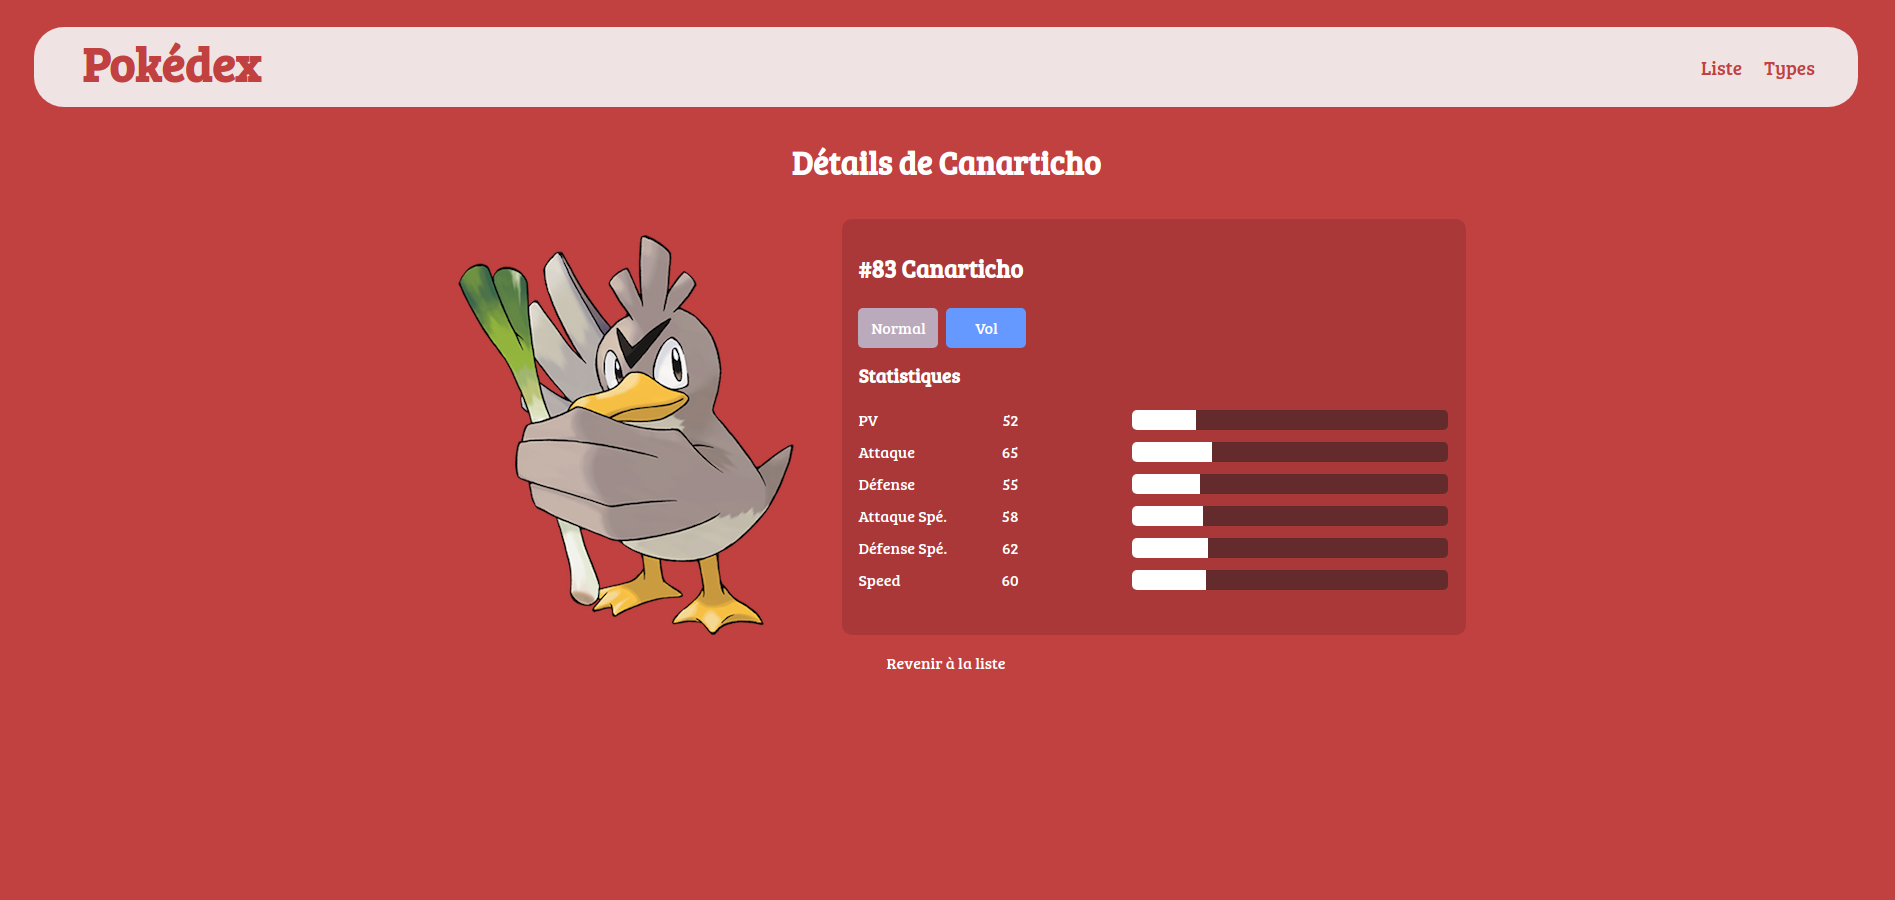 Pokédex
Liste Types
Détails de Canarticho
#83 Canarticho
Normal Vol
Statistiques
PV 52
Attaque 65
Défense 55
Attaque Spé. 58
Défense Spé. 62
Speed 60
Revenir à la liste